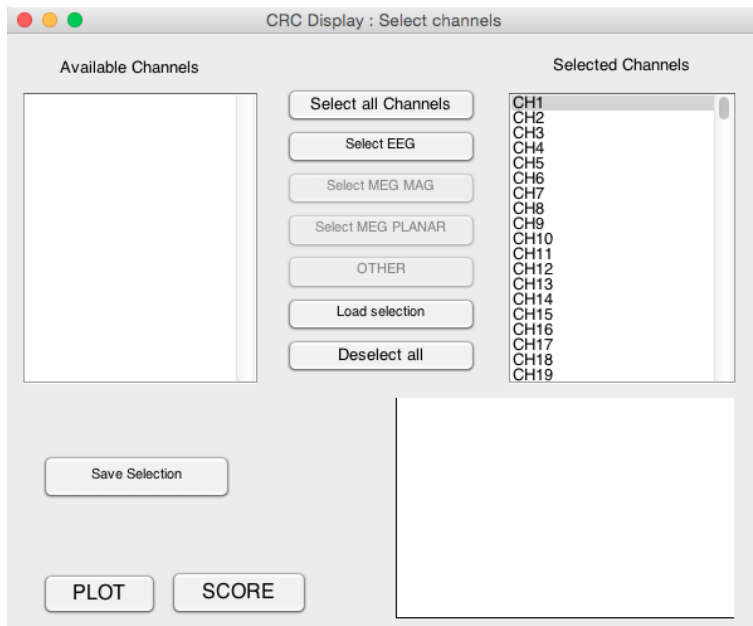 CRC Display : Select channels
Available Channels
Selected Channels
Select all Channels
Select EEG
Select MEG MAG
Select MEG PLANAR
OTHER
Load selection
Deselect all
CH1
CH2
CH3
CH4
CH5
CH6
CH7
CH8
CH9
CH10
CH11
CH12
CH13
CH14
CH15
CH16
CH17
CH18
CH19
Save Selection
PLOT
SCORE